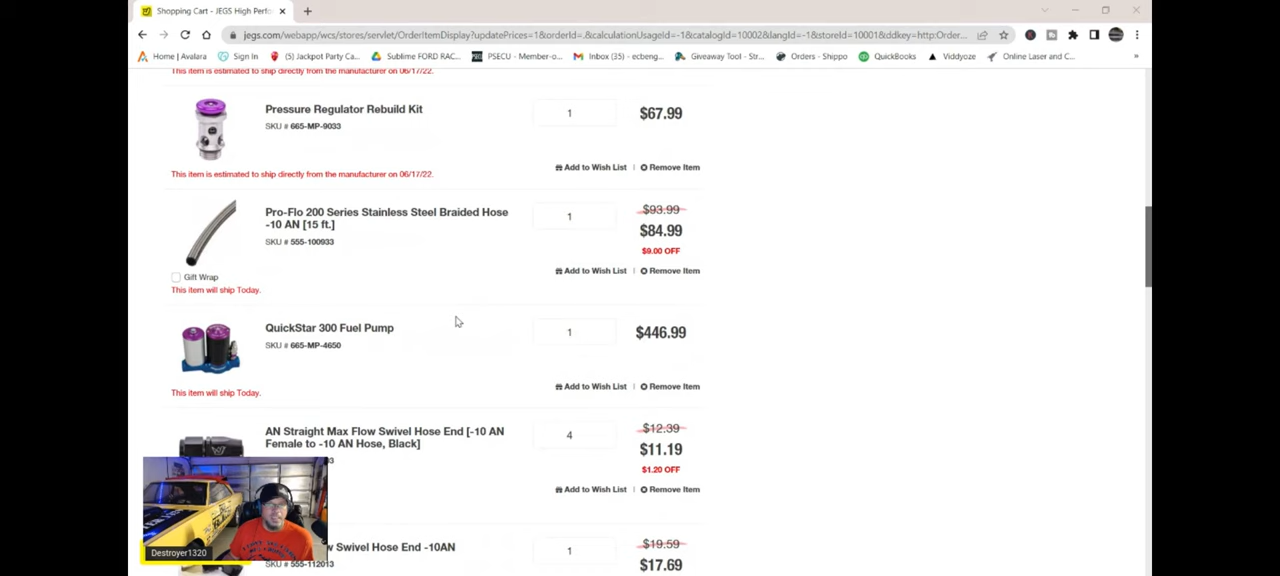 Shopping Cart - JEGS High Perfo
jegs.com/webapp/wcs/stores/servlet/OrderItemDisplay?updatePrices=1&orderId=.&calculationUsageId=-1&catalogId=10002&langId=-1&storeId=10001&ddkey=http:Order...
Home | Avalara
Sign In
(5) Jackpot Party Ca...
Sublime FORD RAC...
PSECU - Member-o...
Inbox (35) - ecbeng...
Giveaway Tool - Str...
Orders · Shippo
QuickBooks
Viddyoze
Online Laser and C...
This item is estimated to ship directly from the manufacturer on 06/17/22.
Pressure Regulator Rebuild Kit
1
$67.99
SKU # 665-MP-9033
Add to Wish List | Remove Item
This item is estimated to ship directly from the manufacturer on 06/17/22.
Pro-Flo 200 Series Stainless Steel Braided Hose
-10 AN [15 ft.]
1
$93.99
$84.99
SKU # 555-100933
$9.00 OFF
Add to Wish List | Remove Item
Gift Wrap
This item will ship Today.
QuickStar 300 Fuel Pump
1
$446.99
SKU # 665-MP-4650
Add to Wish List | Remove Item
This item will ship Today.
AN Straight Max Flow Swivel Hose End [-10 AN
Female to -10 AN Hose, Black]
4
$12.39
$11.19
$1.20 OFF
Add to Wish List | Remove Item
Swivel Hose End -10AN
1
$19.59
$17.69
SKU # 555-112013
Destroyer1320